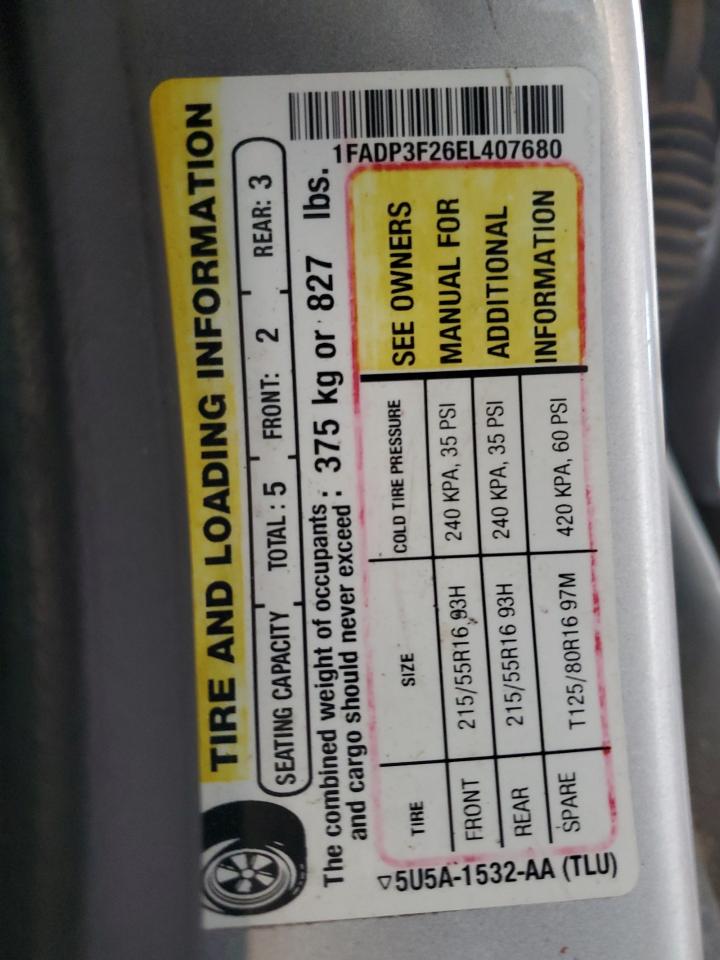 TIRE AND LOADING INFORMATION
SEATING CAPACITY TOTAL : 5 FRONT: 2 REAR: 3
The combined weight of occupants and cargo should never exceed : 375 kg or 827 lbs.
TIRE SIZE COLD TIRE PRESSURE
FRONT 215/55R16 93H 240 KPA, 35 PSI
REAR 215/55R16 93H 240 KPA, 35 PSI
SPARE T125/80R16 97M 420 KPA, 60 PSI
SEE OWNERS
MANUAL FOR
ADDITIONAL
INFORMATION
1FADP3F26EL407680
▽5U5A-1532-AA (TLU)